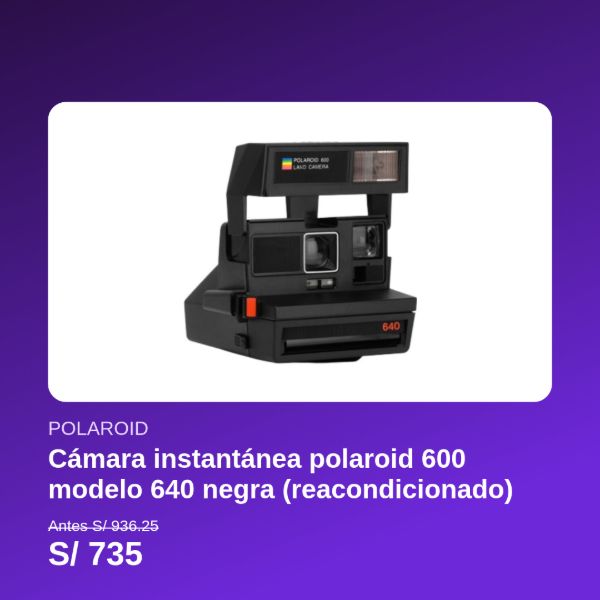 POLAROID 600
LAND CAMERA
640
POLAROID
Cámara instantánea polaroid 600
modelo 640 negra (reacondicionado)
Antes S/ 936.25
S/ 735